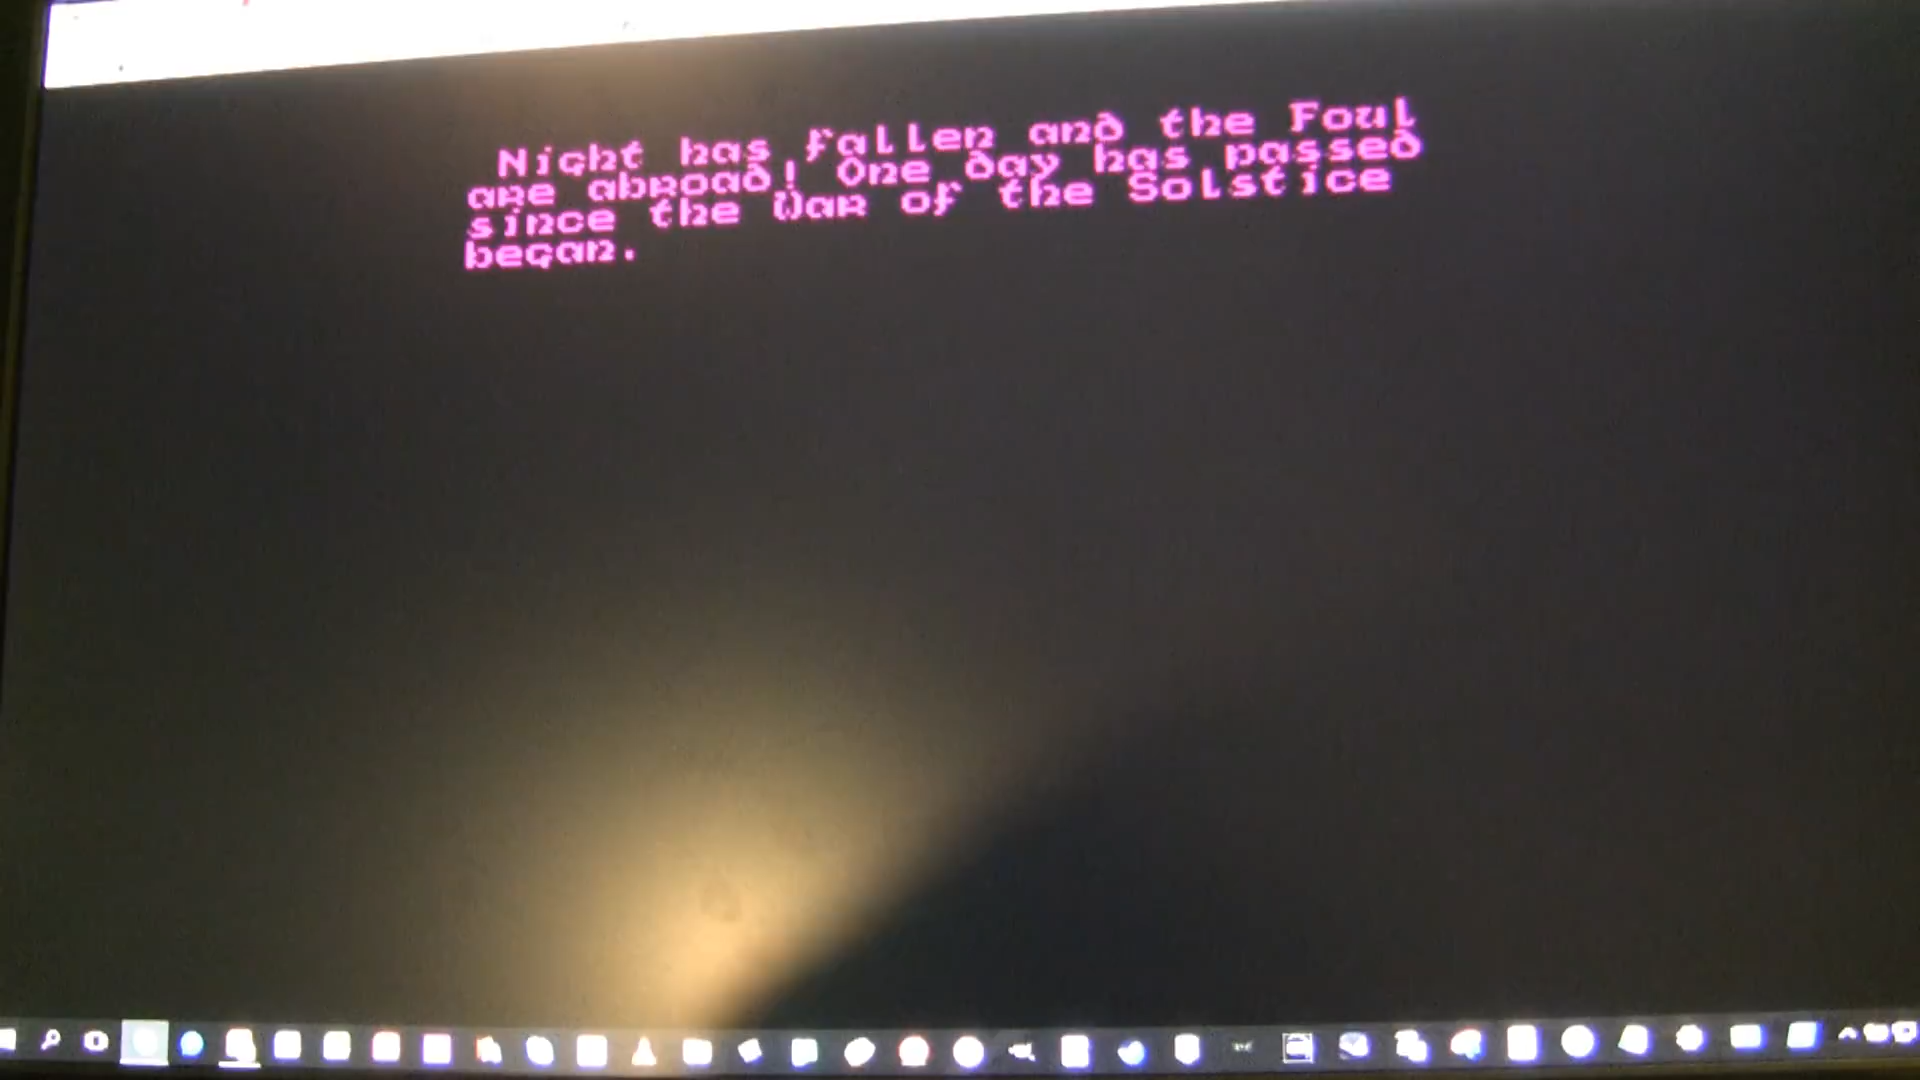 Night has fallen and the Foul
are abroad! One day has passed
since the War of the Solstice
began.